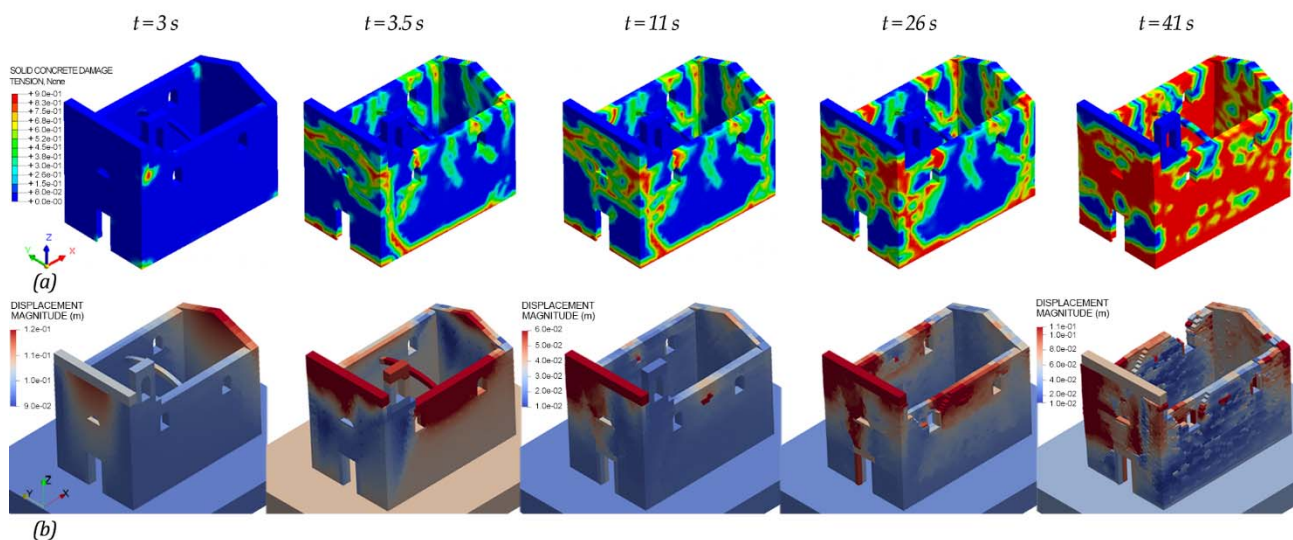 t = 3 s
t = 3.5 s
t = 11 s
t = 26 s
t = 41 s
SOLID CONCRETE DAMAGE
TENSION, None
+9.0e-01
+8.3e-01
+7.5e-01
+6.8e-01
+6.0e-01
+5.2e-01
+4.5e-01
+3.8e-01
+3.0e-01
+2.6e-01
+1.5e-01
+8.0e-02
+0.0e-00
Z
Y
X
(a)
DISPLACEMENT
MAGNITUDE (m)
1.2e-01
1.1e-01
1.0e-01
9.0e-02
DISPLACEMENT
MAGNITUDE (m)
6.0e-02
5.0e-02
4.0e-02
3.0e-02
2.0e-02
1.0e-02
DISPLACEMENT
MAGNITUDE (m)
1.1e-01
1.0e-01
8.0e-02
6.0e-02
4.0e-02
2.0e-02
1.0e-02
Z
Y
X
(b)